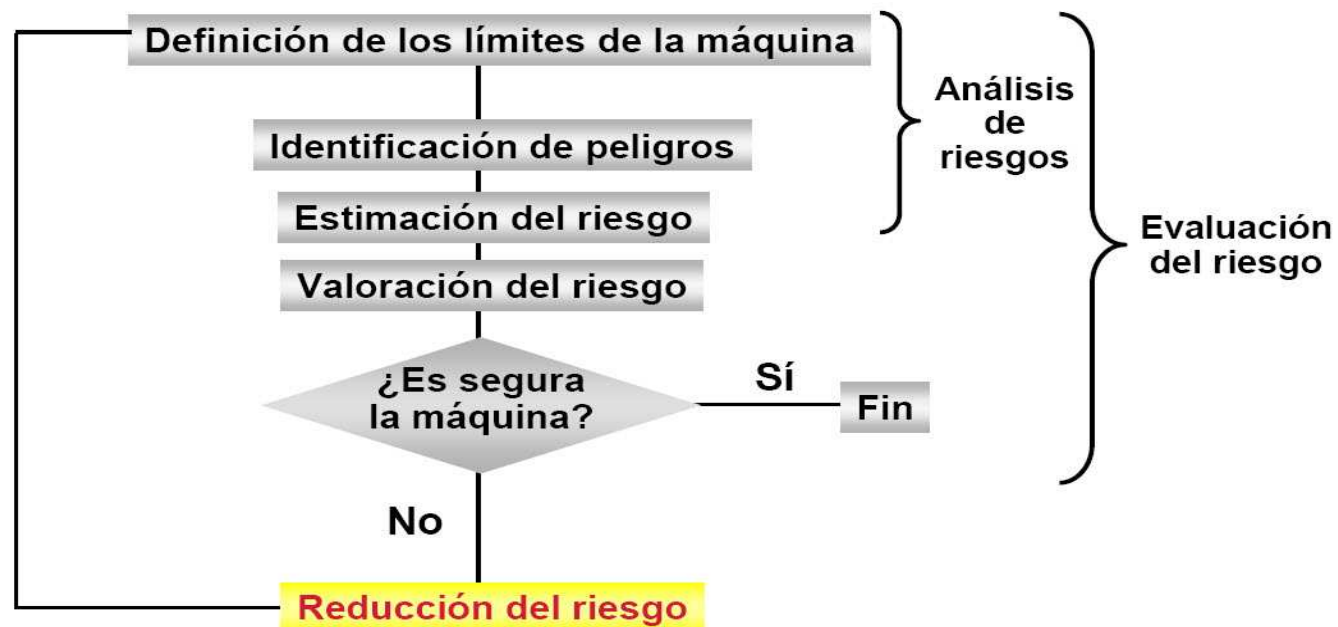 Definición de los límites de la máquina
Análisis
de
riesgos
Identificación de peligros
Estimación del riesgo
Evaluación
del riesgo
Valoración del riesgo
¿Es segura
la máquina?
Sí
Fin
No
Reducción del riesgo